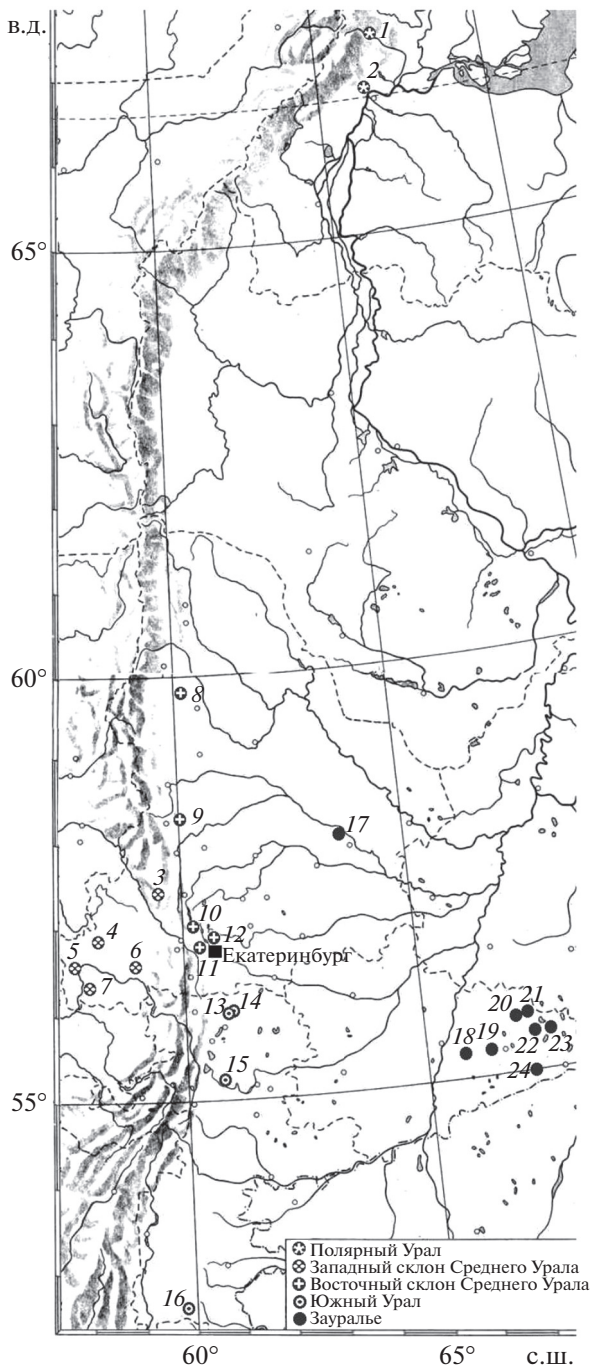 в.д.
1
2
65°
60°
8
9
17
3
10
4
12
Екатеринбург
5
6
11
7
13 14
20 21
18 19
22 23
15
24
55°
Полярный Урал
Западный склон Среднего Урала
Восточный склон Среднего Урала
Южный Урал
Зауралье
16
60° 65° с.ш.